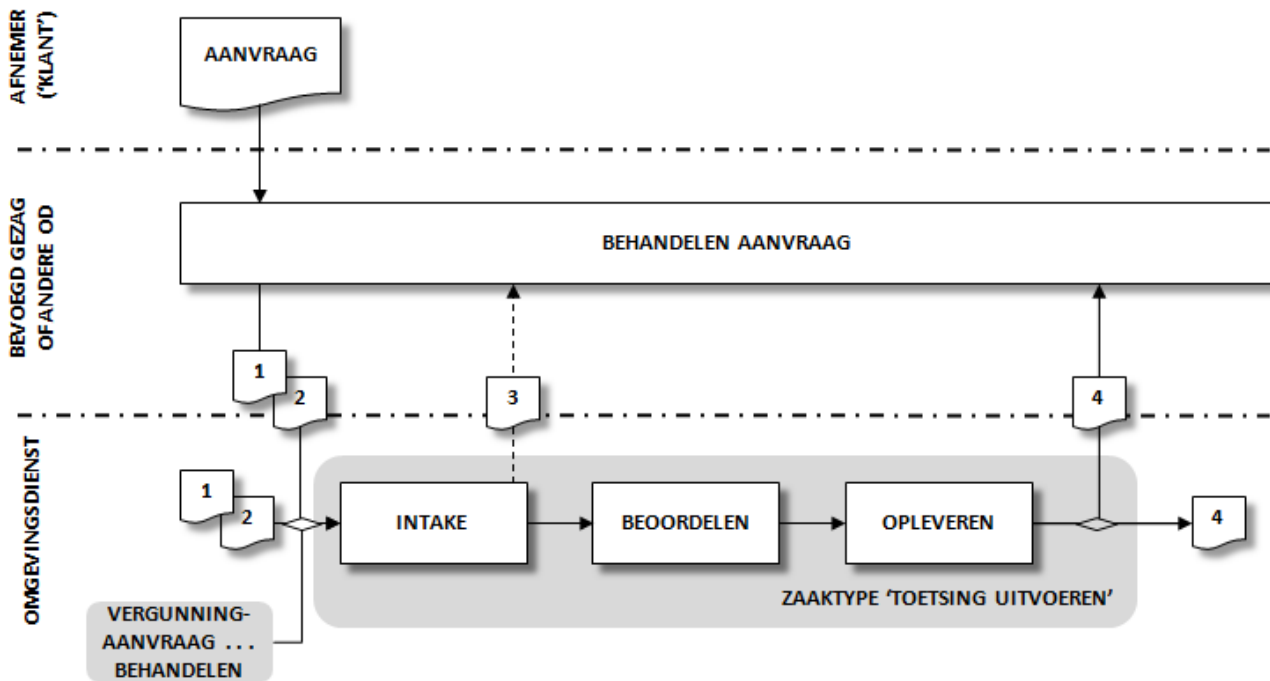 AFNEMER
('KLANT')
AANVRAAG
BEVOEGD GEZAG
OF ANDERE OD
BEHANDELEN AANVRAAG
1
2
3
4
OMGEVINGSDIENST
1
2
INTAKE
BEOORDELEN
OPLEVEREN
4
ZAAKTYPE 'TOETSING UITVOEREN'
VERGUNNING-
AANVRAAG . . .
BEHANDELEN